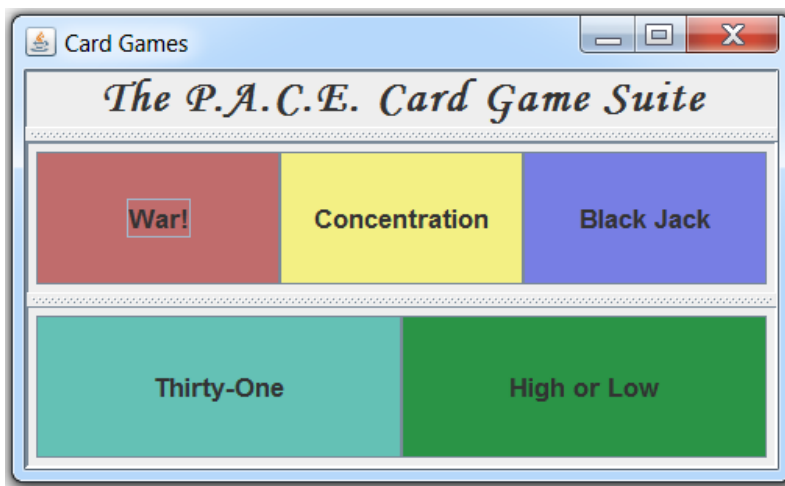 Card Games
The P.A.C.E. Card Game Suite
War! Concentration Black Jack
Thirty-One High or Low